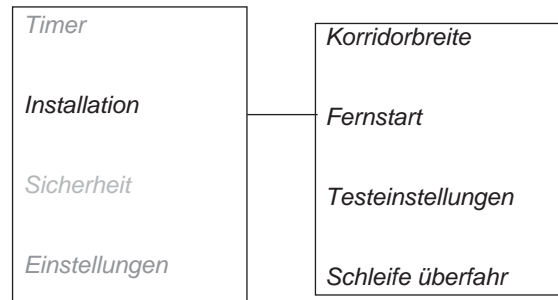 Timer
Installation
Sicherheit
Einstellungen
Korridorbreite
Fernstart
Testeinstellungen
Schleife überfahr